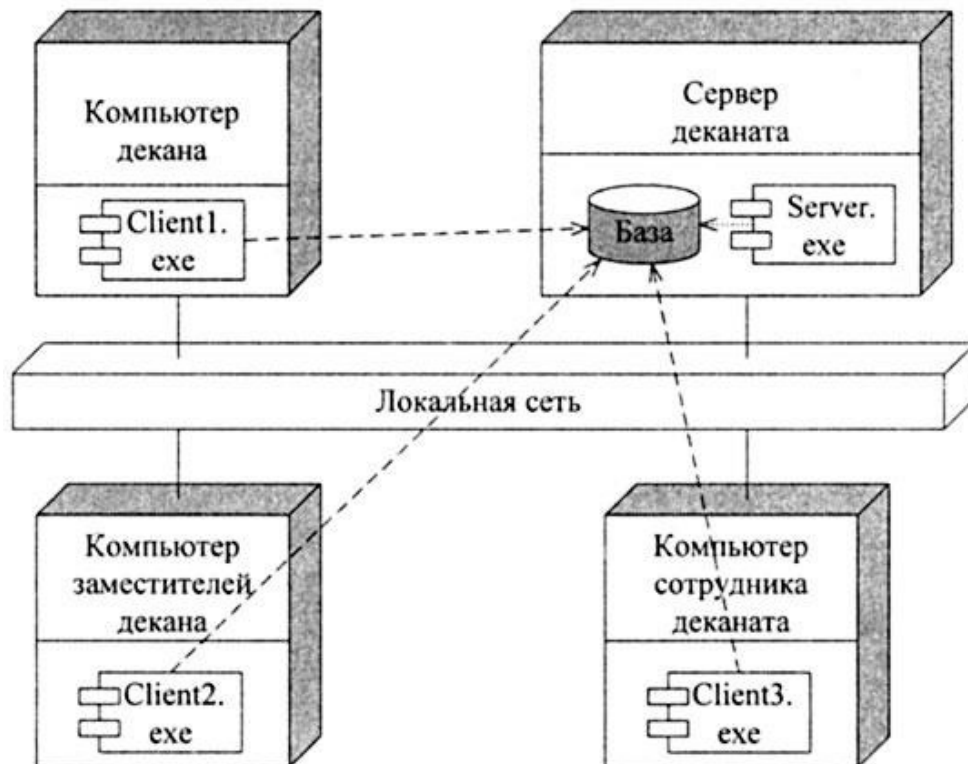 Компьютер
декана
Client1.
exe
Сервер
деканата
База
Server.
exe
Локальная сеть
Компьютер
заместителей
декана
Client2.
exe
Компьютер
сотрудника
деканата
Client3.
exe